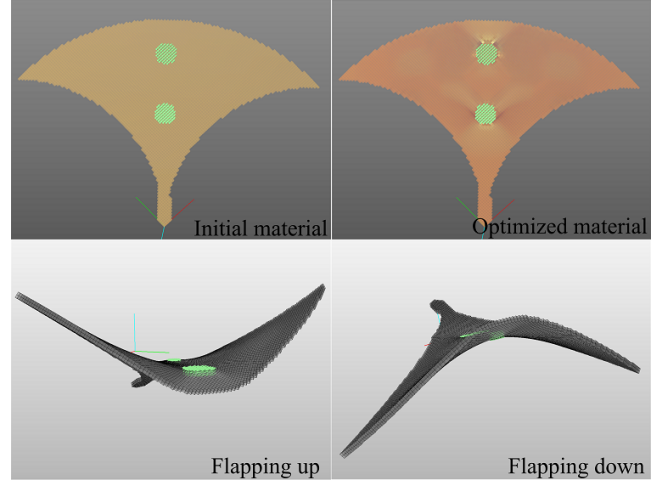 Initial material
Optimized material
Flapping up
Flapping down